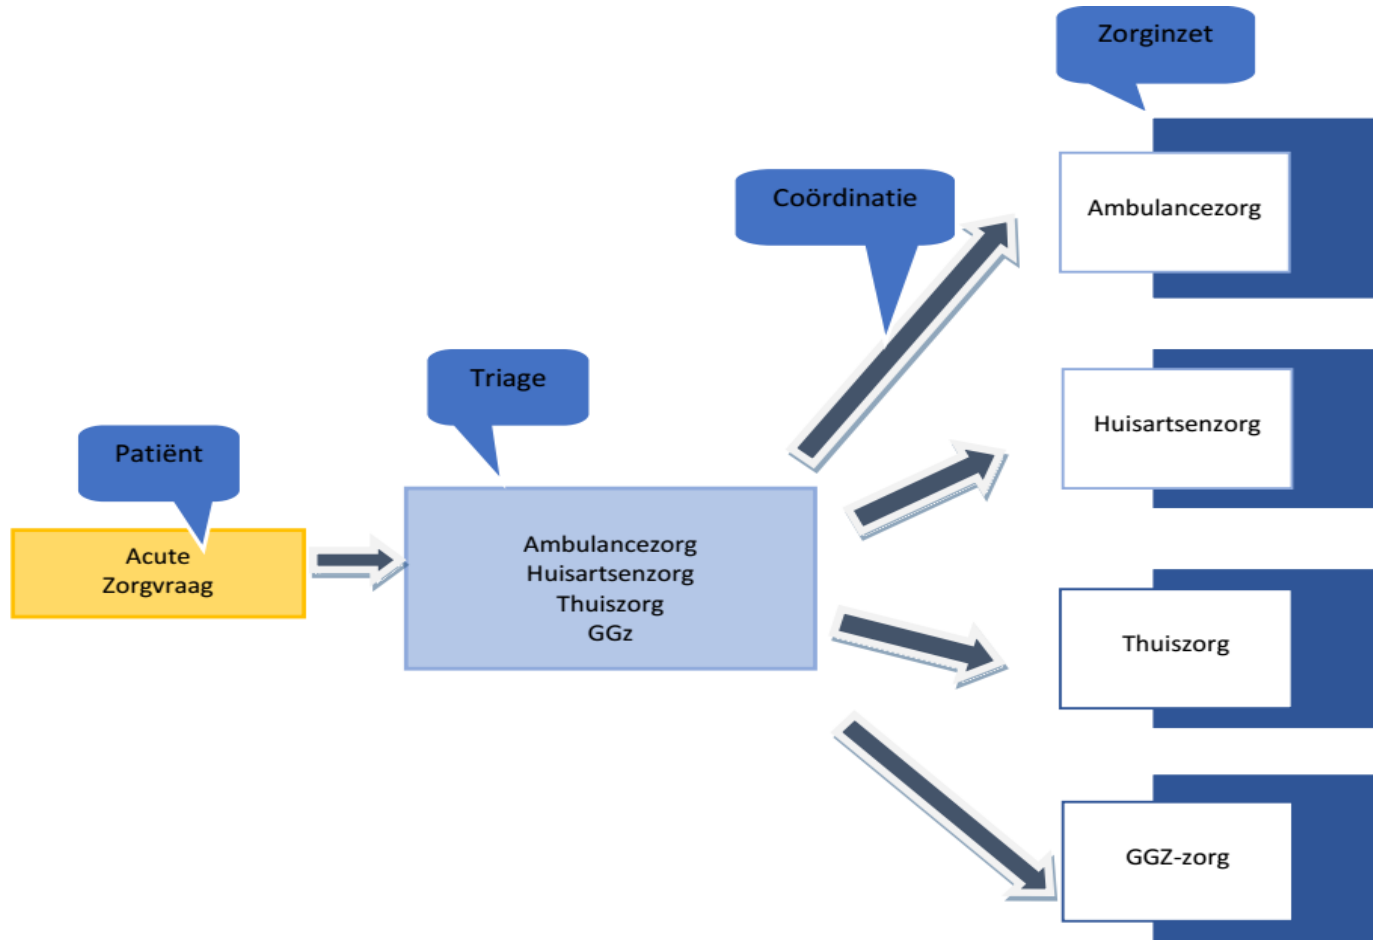 Zorginzet
Coördinatie
Ambulancezorg
Triage
Huisartsenzorg
Patiënt
Acute
Zorgvraag
Ambulancezorg
Huisartsenzorg
Thuiszorg
GGz
Thuiszorg
GGZ-zorg